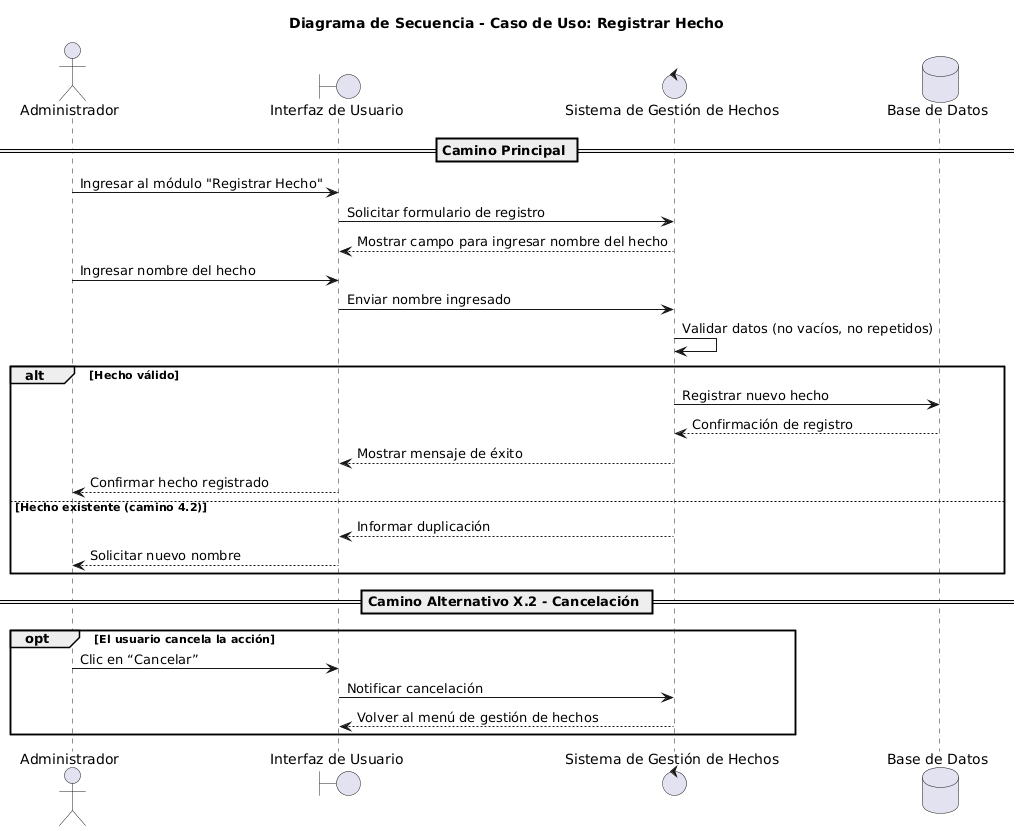 Diagrama de Secuencia - Caso de Uso: Registrar Hecho
Administrador
Interfaz de Usuario
Sistema de Gestión de Hechos
Base de Datos
Camino Principal
Ingresar al módulo "Registrar Hecho"
Solicitar formulario de registro
Mostrar campo para ingresar nombre del hecho
Ingresar nombre del hecho
Enviar nombre ingresado
Validar datos (no vacíos, no repetidos)
alt
[Hecho válido]
Registrar nuevo hecho
Confirmación de registro
Mostrar mensaje de éxito
Confirmar hecho registrado
[Hecho existente (camino 4.2)]
Informar duplicación
Solicitar nuevo nombre
Camino Alternativo X.2 - Cancelación
opt
[El usuario cancela la acción]
Clic en “Cancelar”
Notificar cancelación
Volver al menú de gestión de hechos
Administrador
Interfaz de Usuario
Sistema de Gestión de Hechos
Base de Datos